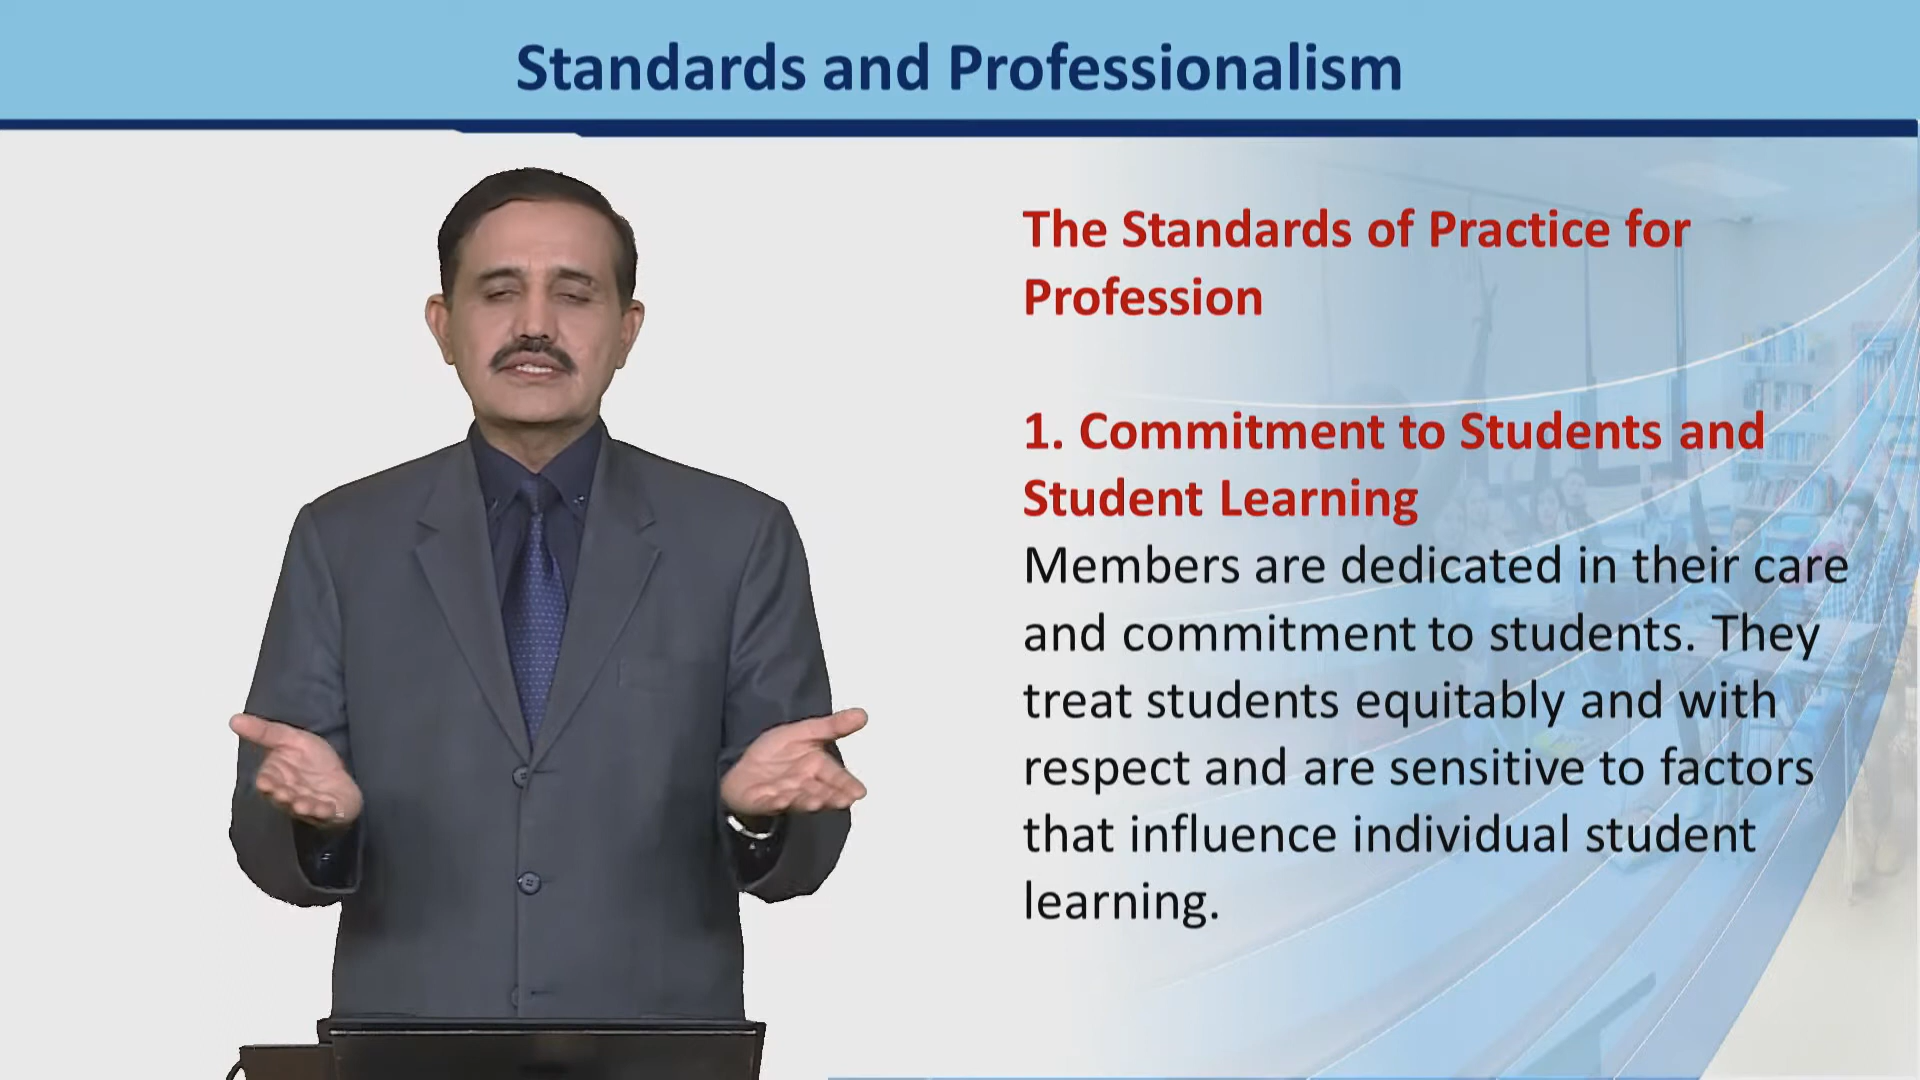 Standards and Professionalism
The Standards of Practice for
Profession
1. Commitment to Students and
Student Learning
Members are dedicated in their care
and commitment to students. They
treat students equitably and with
respect and are sensitive to factors
that influence individual student
learning.